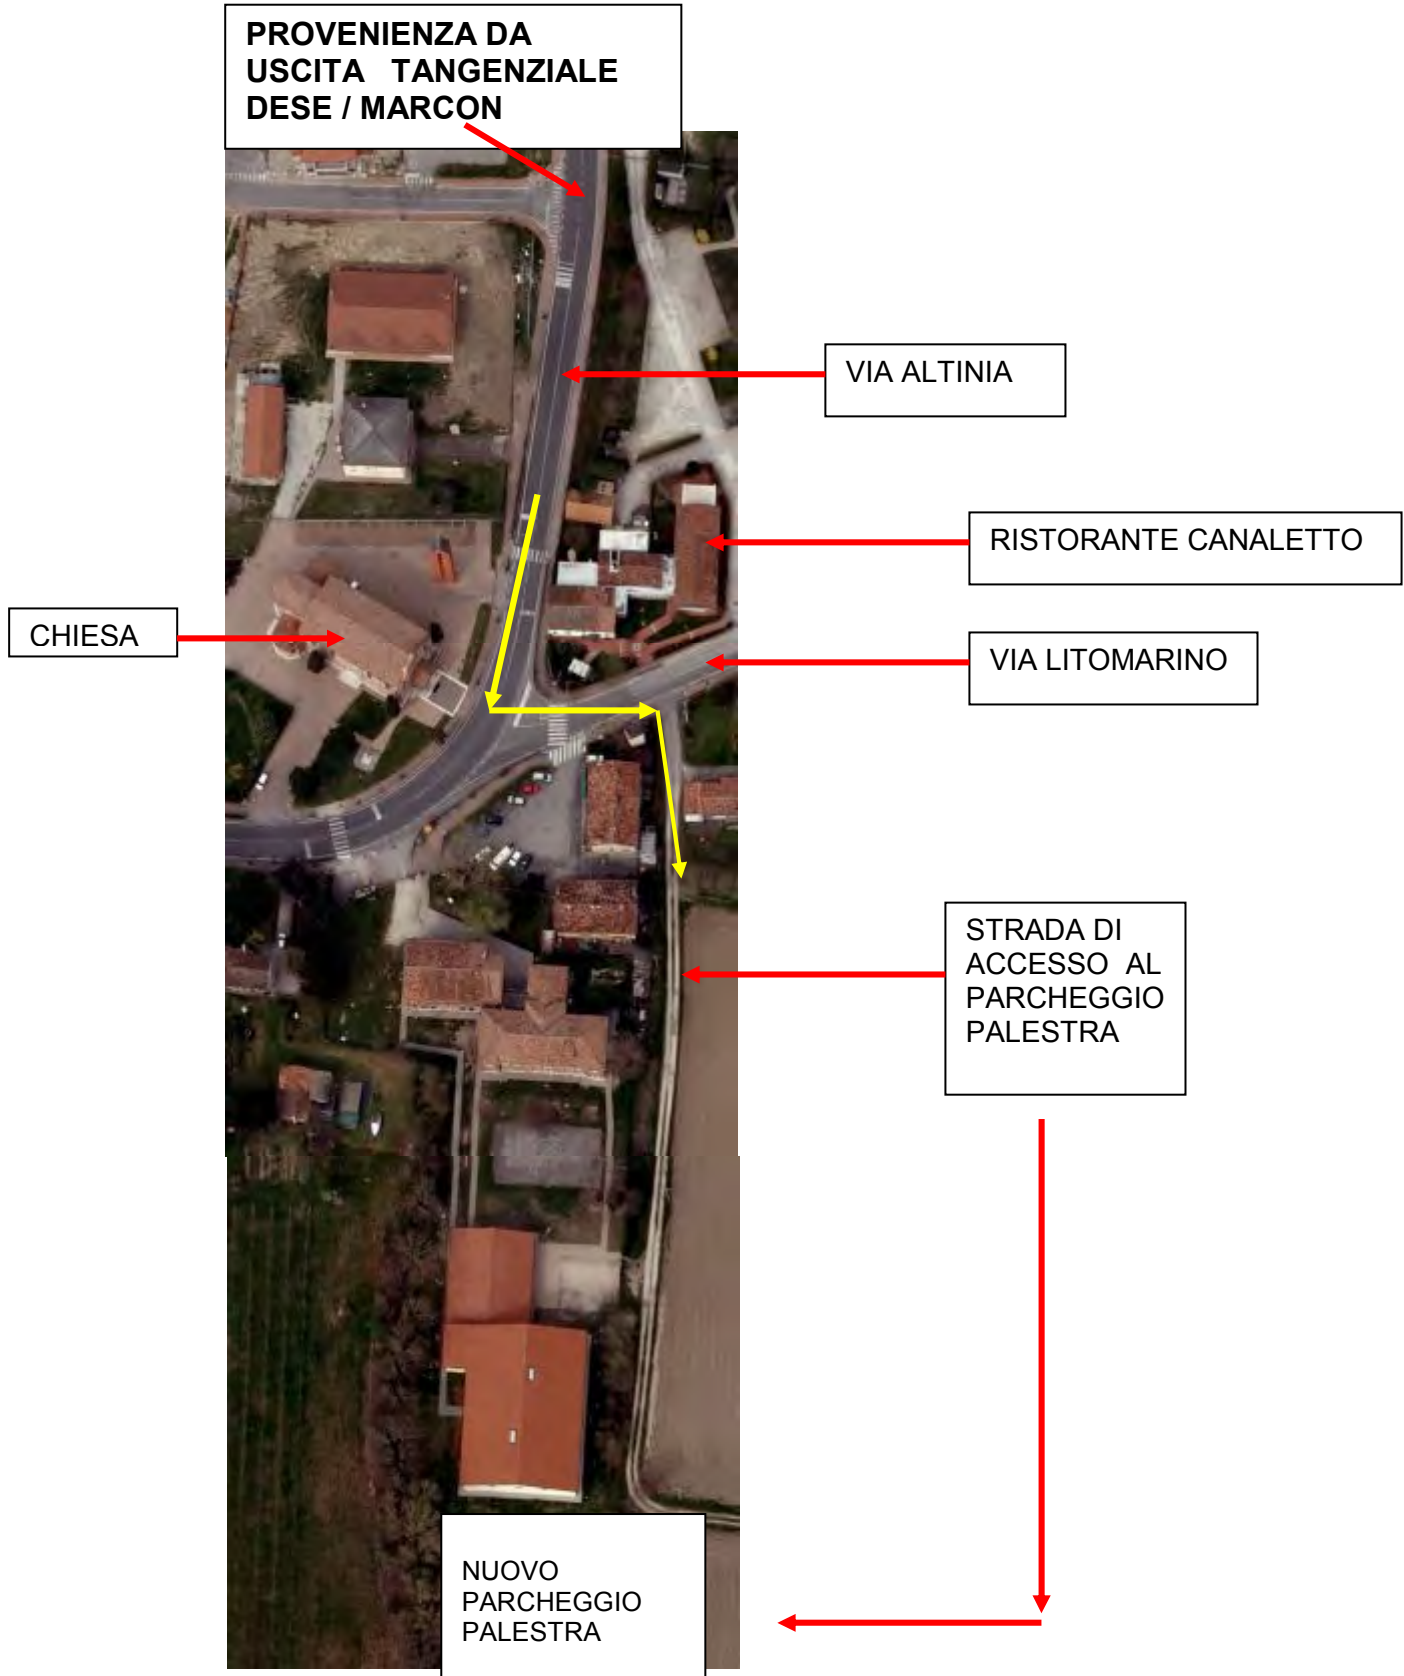 PROVENIENZA DA
USCITA TANGENZIALE
DESE / MARCON
VIA ALTINIA
RISTORANTE CANALETTO
CHIESA
VIA LITOMARINO
STRADA DI
ACCESSO AL
PARCHEGGIO
PALESTRA
NUOVO
PARCHEGGIO
PALESTRA